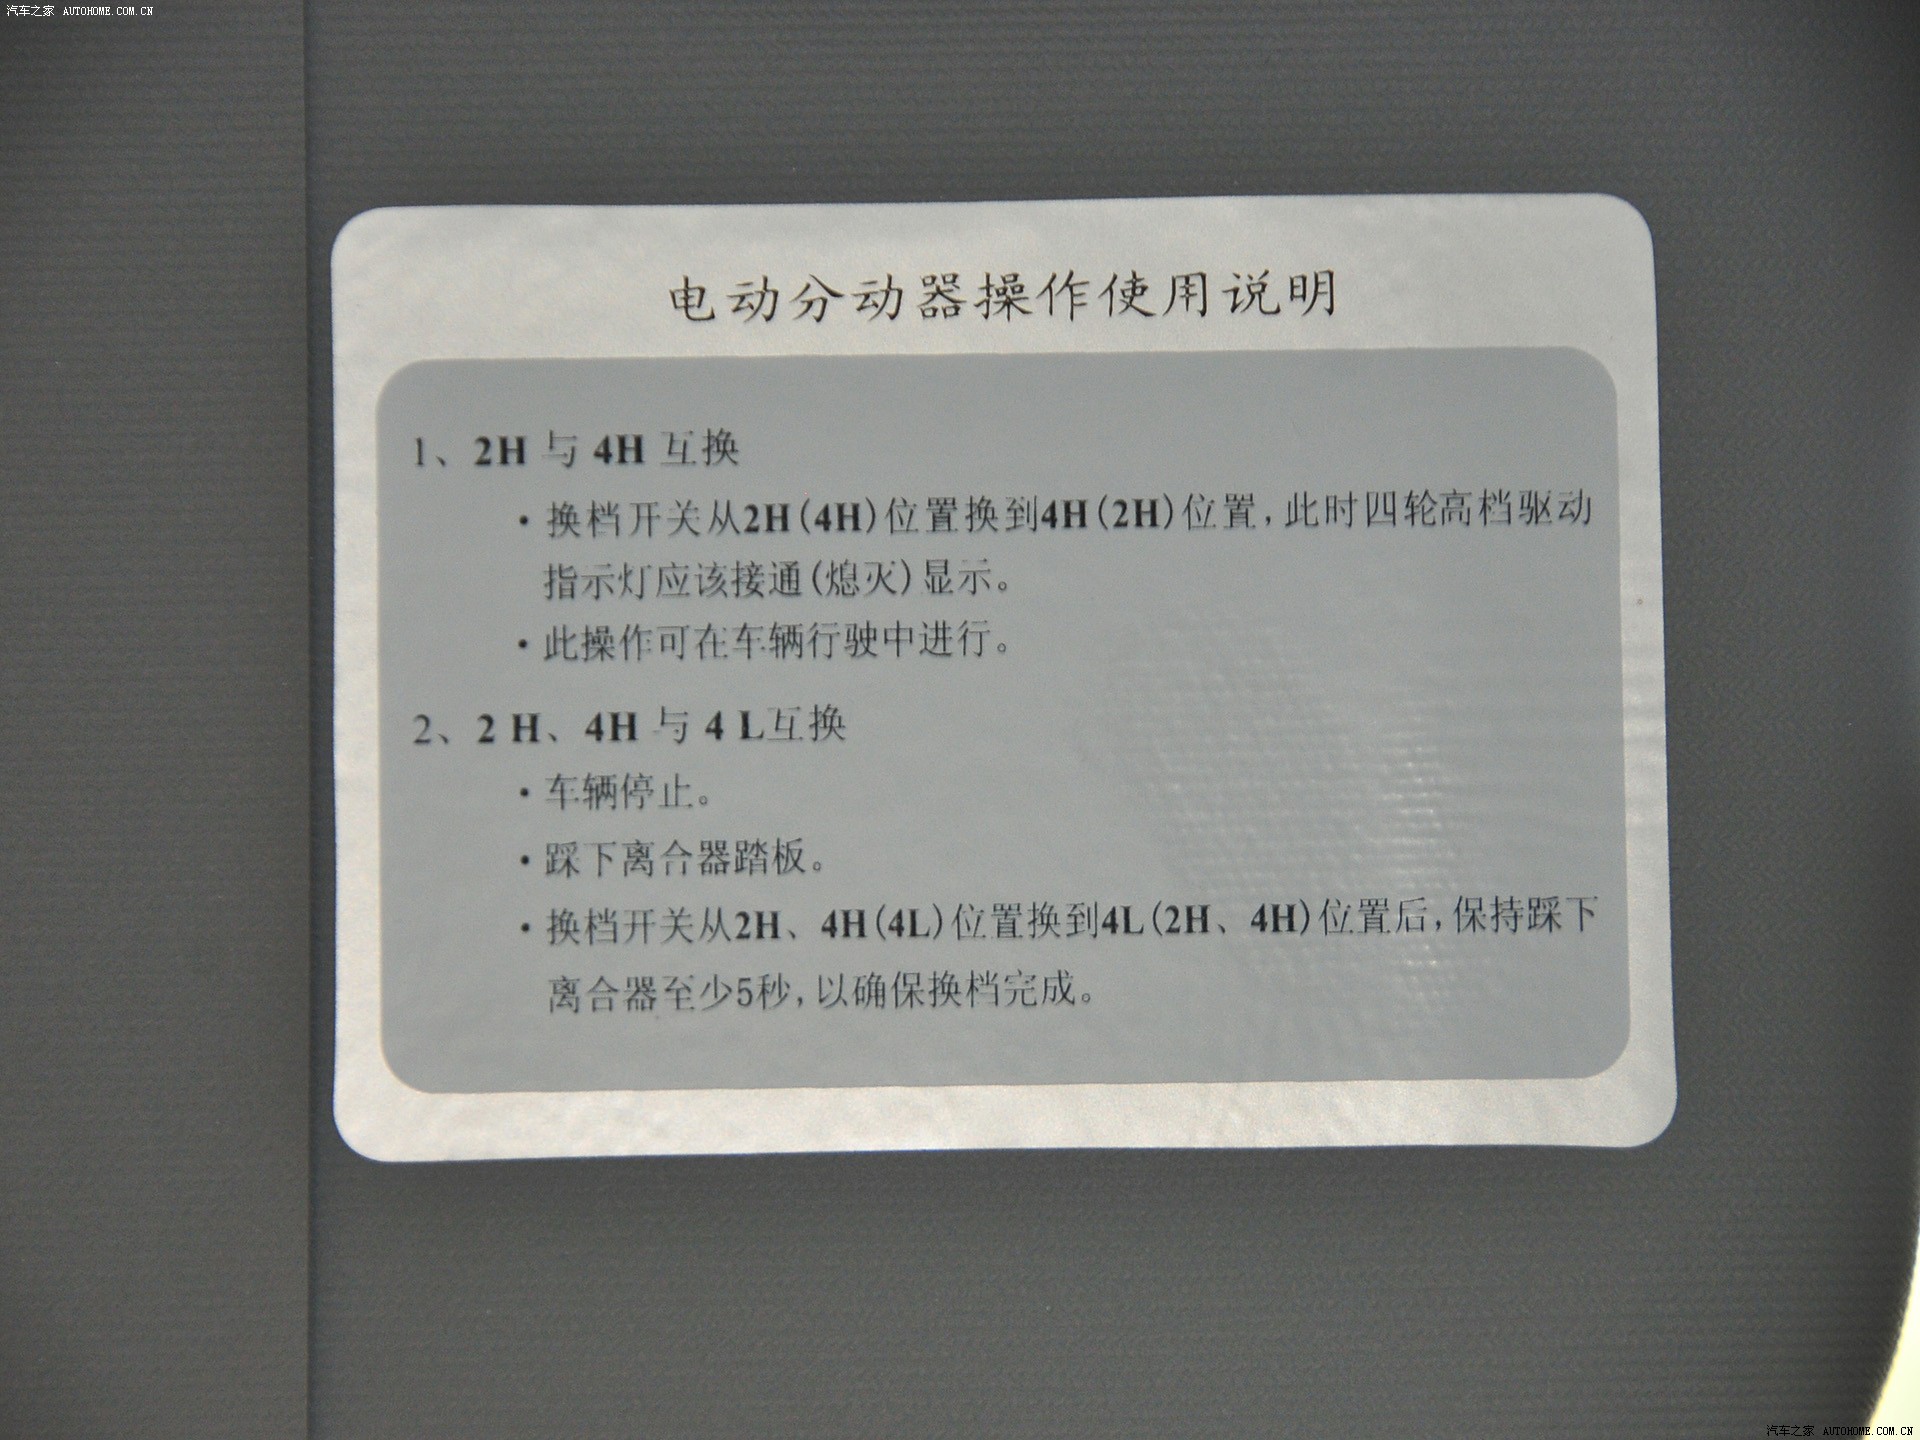 汽车之家 AUTOHOME.COM.CN
电动分动器操作使用说明
1、2H 与 4H 互换
·换档开关从2H(4H)位置换到4H(2H)位置,此时四轮高档驱动
指示灯应该接通(熄灭)显示。
·此操作可在车辆行驶中进行。
2、2 H、4H 与 4 L互换
·车辆停止。
·踩下离合器踏板。
·换档开关从2H、4H(4L)位置换到4L(2H、4H)位置后,保持踩下
离合器至少5秒,以确保换档完成。
汽车之家 AUTOHOME.COM.CN